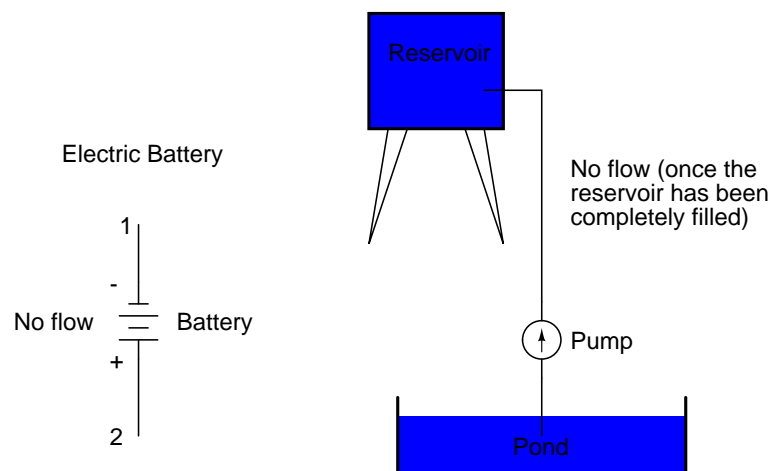 Reservoir
Electric Battery
No flow (once the
reservoir has been
completely filled)
1
-
No flow
Battery
+
Pump
2
Pond